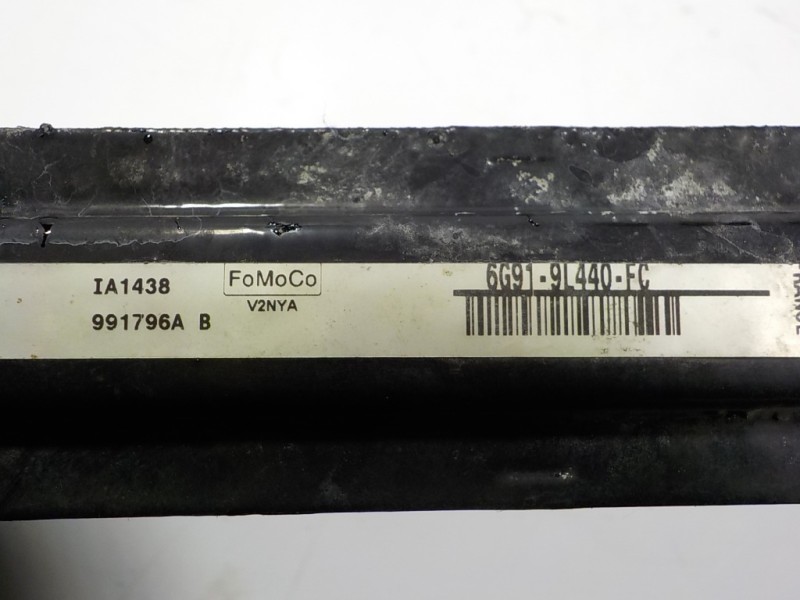 IA1438
991796A B
FoMoCo
V2NYA
6G91-9L440-FC